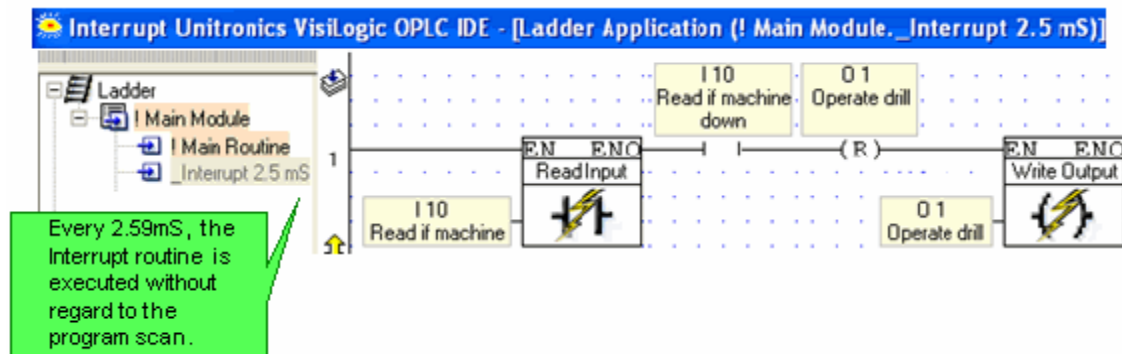 Interrupt Unitronics VisiLogic OPLC IDE - [Ladder Application (! Main Module._Interrupt 2.5 mS)]
Ladder
! Main Module
! Main Routine
_Interrupt 2.5 mS
Every 2.59mS, the
Interrupt routine is
executed without
regard to the
program scan.
1
I 10
Read if machine
down
O 1
Operate drill
EN ENO
Read Input
I 10
Read if machine
( R )
EN ENO
Write Output
O 1
Operate drill